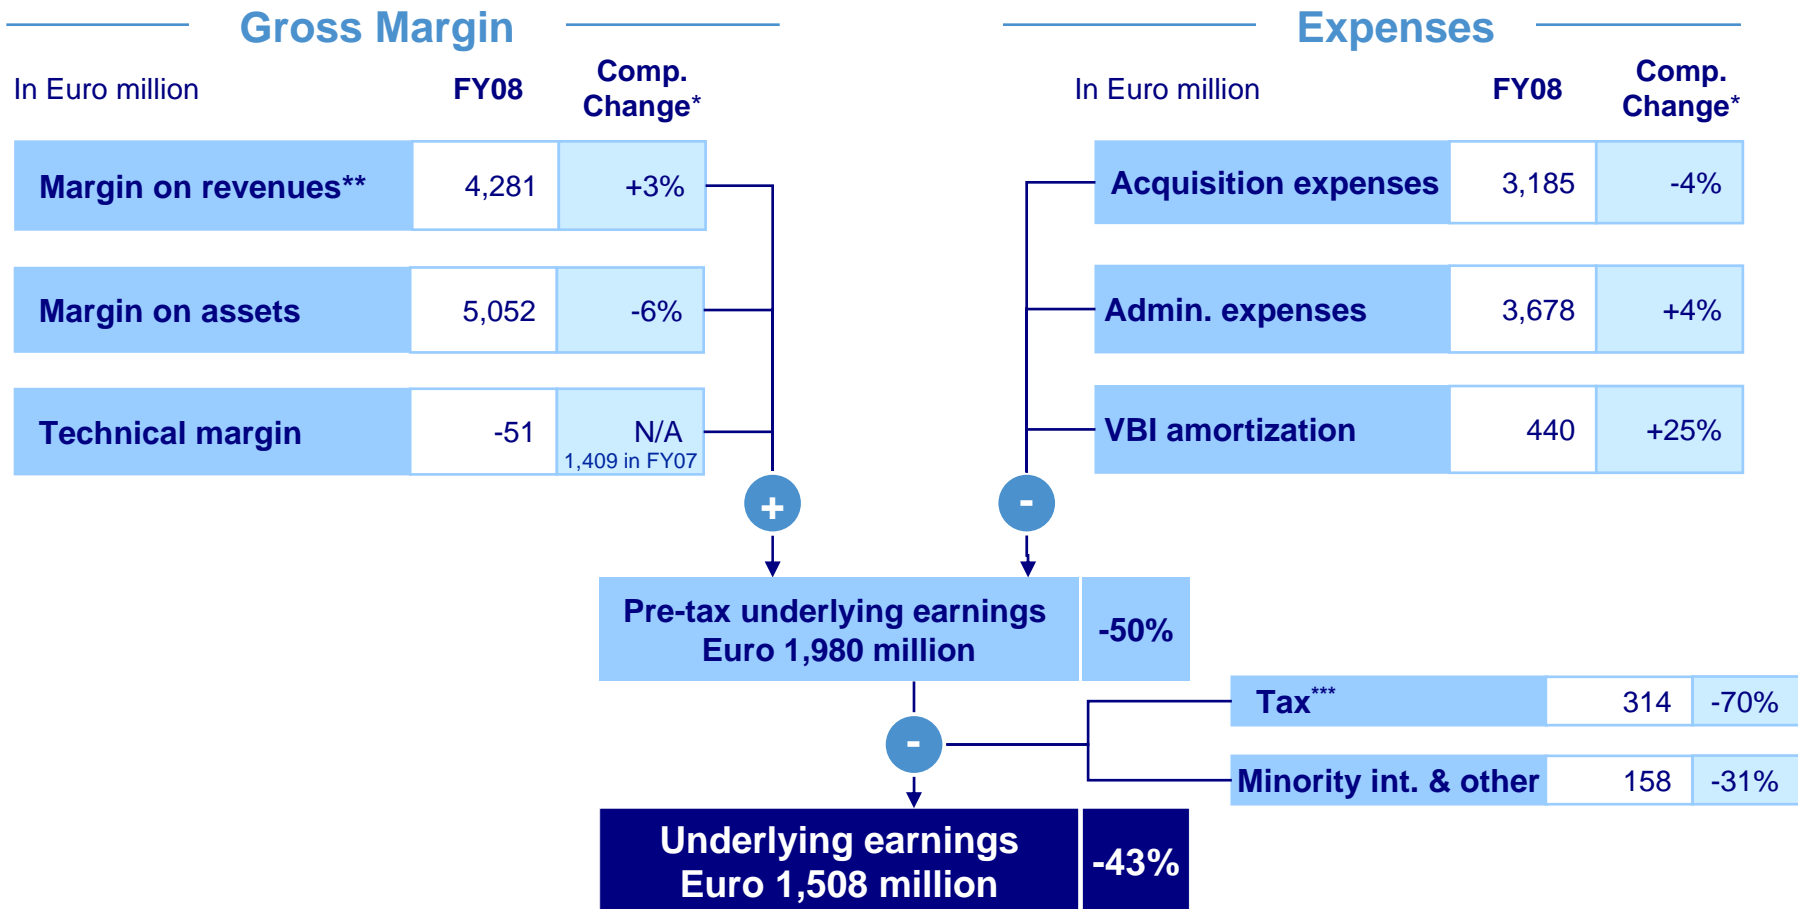 Gross Margin
In Euro million FY08 Comp. Change*
Margin on revenues** 4,281 +3%
Margin on assets 5,052 -6%
Technical margin -51 N/A
1,409 in FY07
+
Expenses
In Euro million FY08 Comp. Change*
Acquisition expenses 3,185 -4%
Admin. expenses 3,678 +4%
VBI amortization 440 +25%
-
Pre-tax underlying earnings
Euro 1,980 million
-50%
-
Tax*** 314 -70%
Minority int. & other 158 -31%
Underlying earnings
Euro 1,508 million
-43%